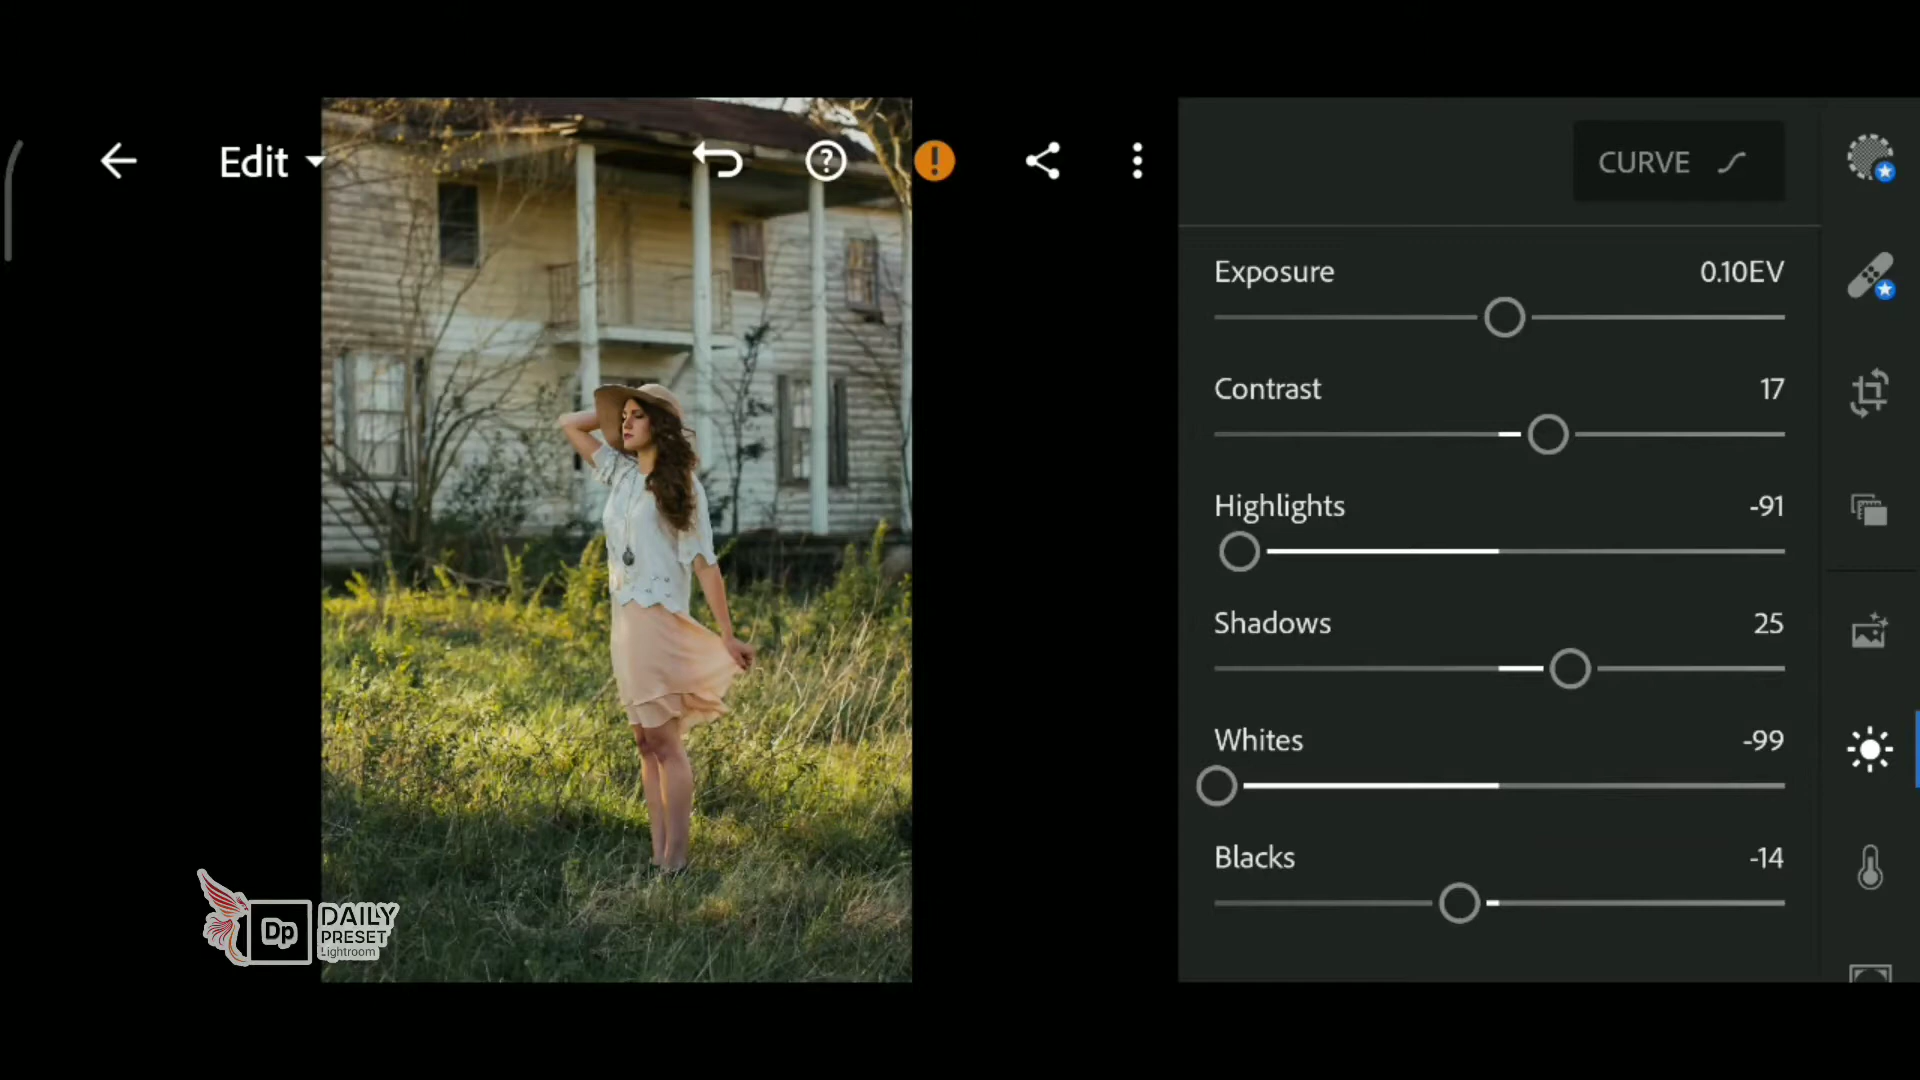 Edit
CURVE
Exposure 0.10EV
Contrast 17
Highlights -91
Shadows 25
Whites -99
Blacks -14
Dp
DAILY
PRESET
Lightroom